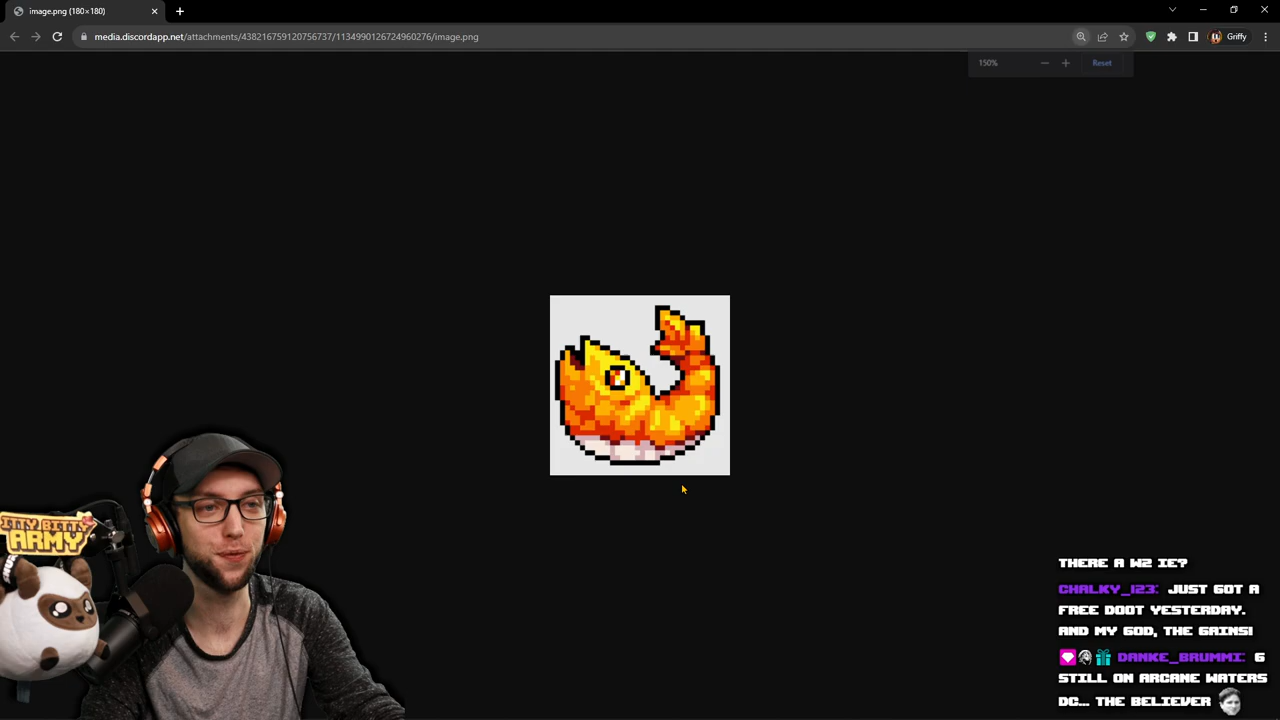 image.png (180×180)
media.discordapp.net/attachments/438216759120756737/1134990126724960276/image.png
Griffy
150%
Reset
ITTY BITTY
ARMY
THERE A W2 IE?
CHALKY_123: JUST GOT A
FREE DOOT YESTERDAY.
AND MY GOD, THE GAINS!
DANKE_BRUMMI: 6
STILL ON ARCANE WATERS
DC... THE BELIEVER